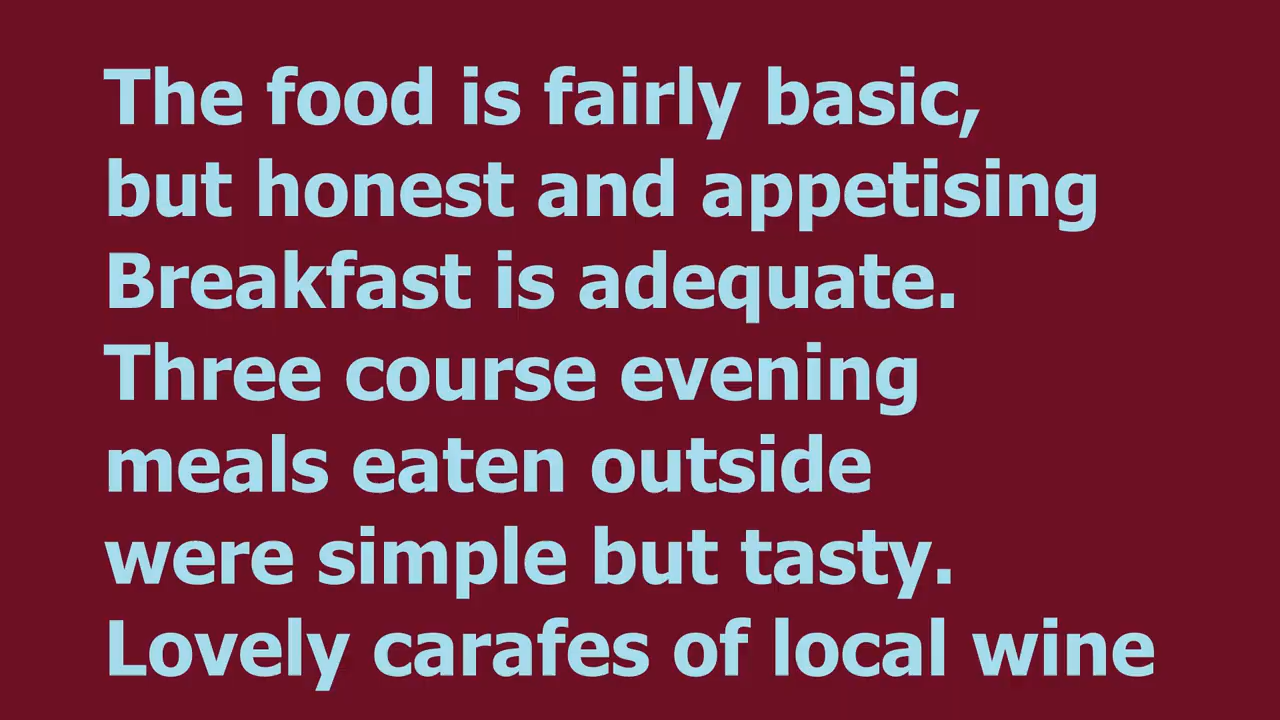 The food is fairly basic,
but honest and appetising
Breakfast is adequate.
Three course evening
meals eaten outside
were simple but tasty.
Lovely carafes of local wine